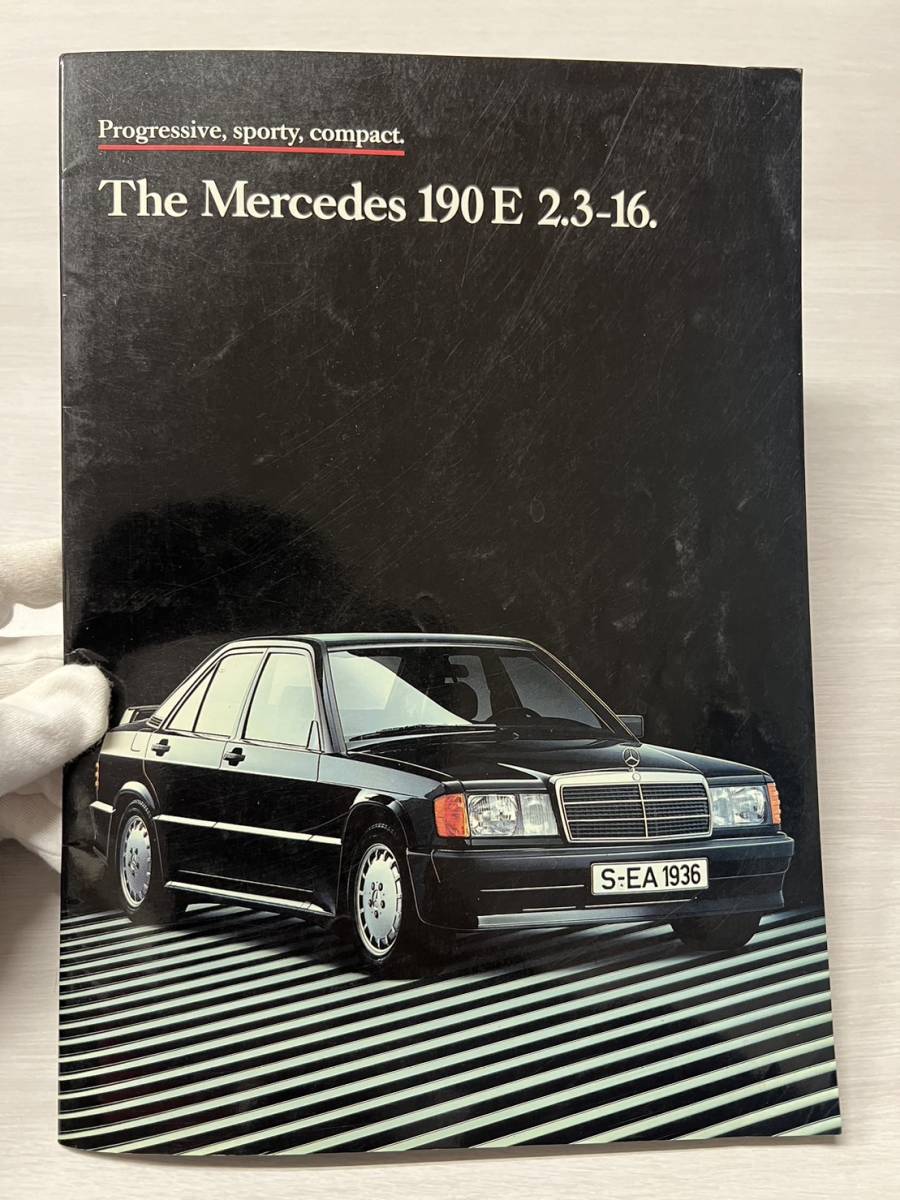 Progressive, sporty, compact.
The Mercedes 190 E 2.3-16.
S-EA 1936